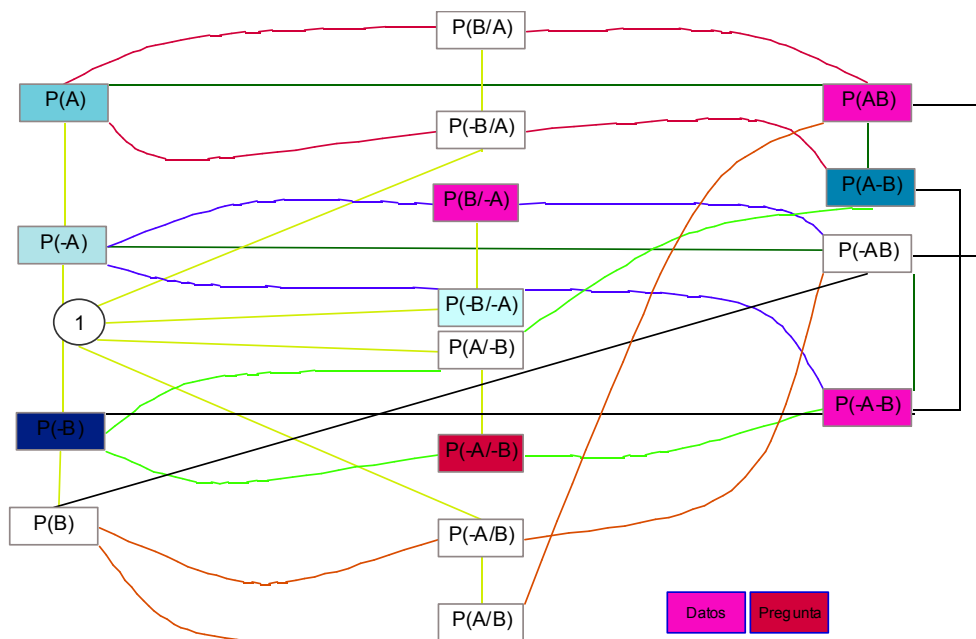 P(B/A)
P(A)
P(AB)
P(-B/A)
P(A-B)
P(B/-A)
P(-A)
P(-AB)
P(-B/-A)
1
P(A/-B)
P(-A-B)
P(-B)
P(-A/-B)
P(B)
P(-A/B)
P(A/B)
Datos
Pregunta